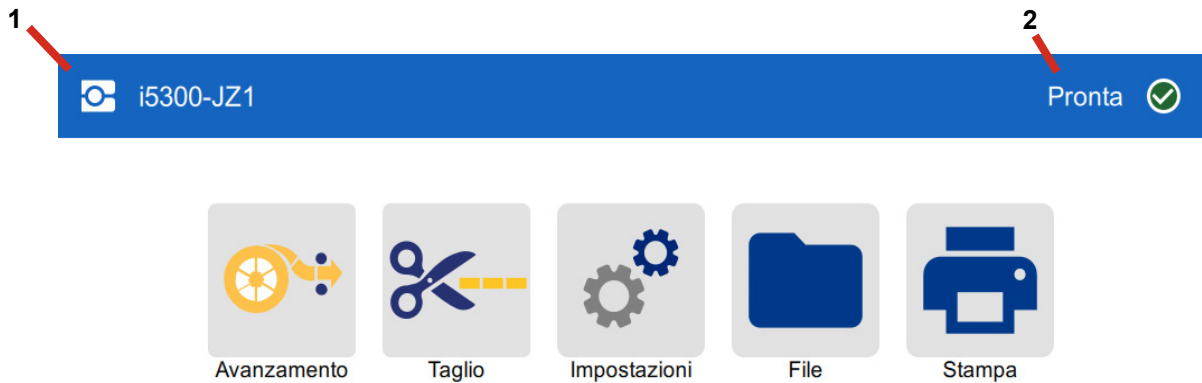 1
2
i5300-JZ1
Pronta
Avanzamento
Taglio
Impostazioni
File
Stampa